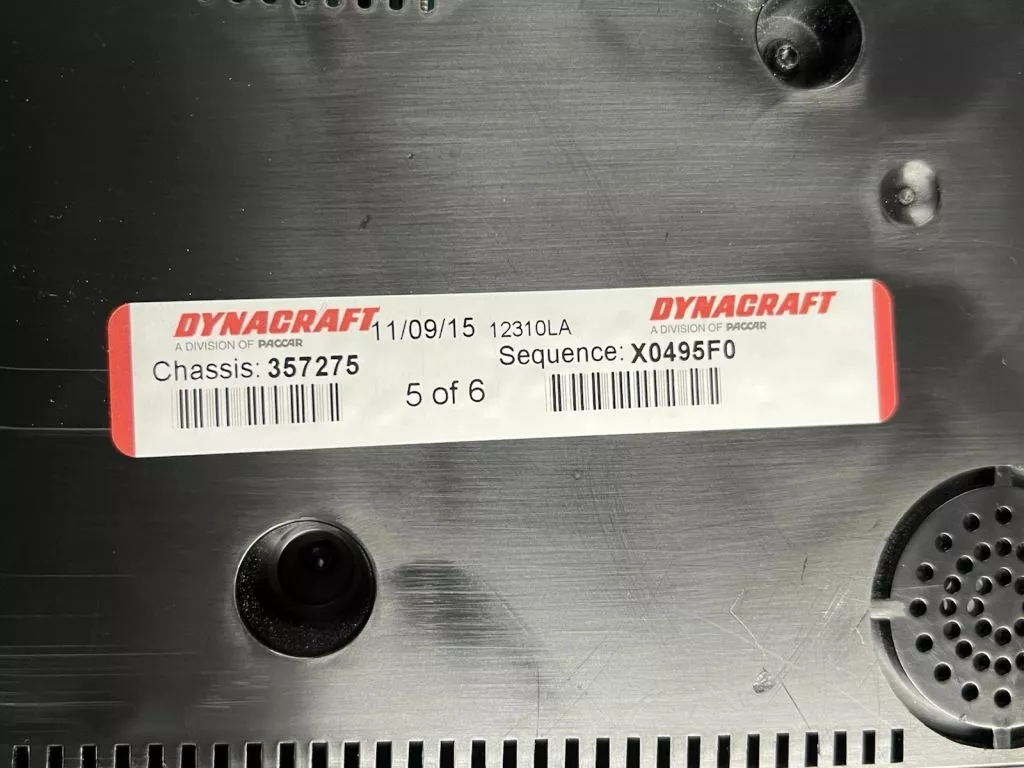 DYNACRAFT 11/09/15 12310LA DYNACRAFT
A DIVISION OF PACCAR A DIVISION OF PACCAR
Chassis: 357275 Sequence: X0495F0
5 of 6